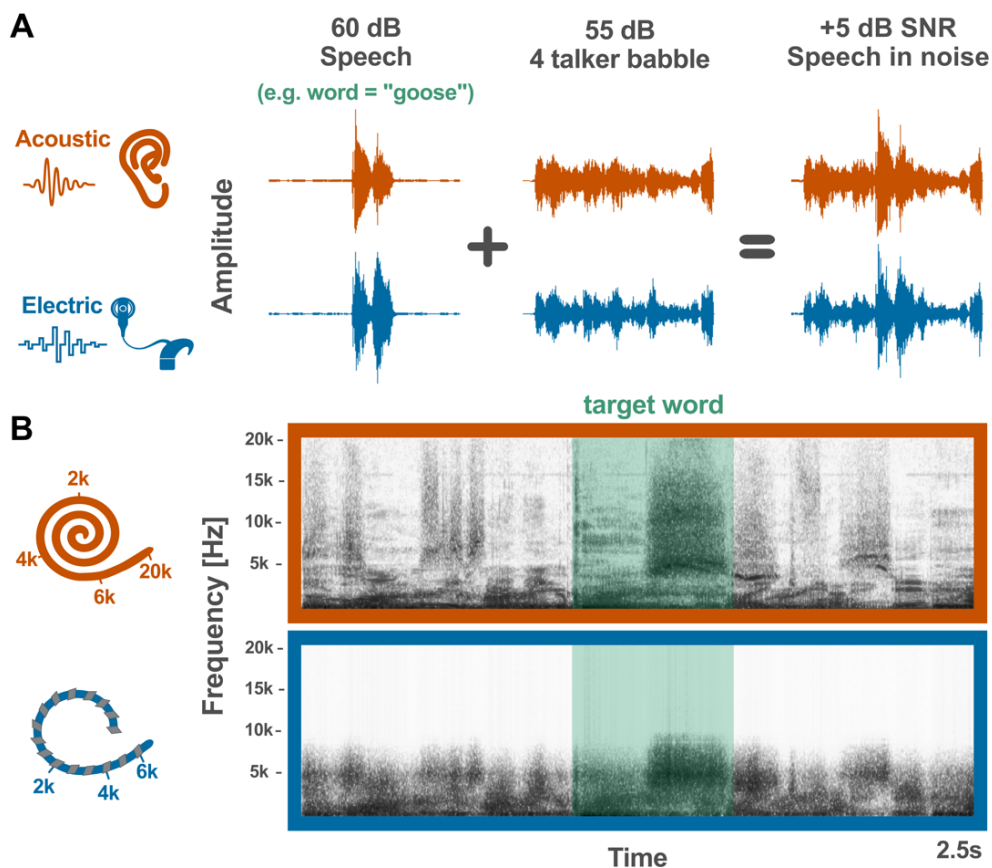 A
60 dB
Speech
(e.g. word = "goose")
55 dB
4 talker babble
+5 dB SNR
Speech in noise
Acoustic
Electric
Amplitude
+
=
B
target word
2k
4k
20k
6k
Frequency [Hz]
20k -
15k -
10k -
5k -
2k
4k
6k
20k -
15k -
10k -
5k -
Time
2.5s